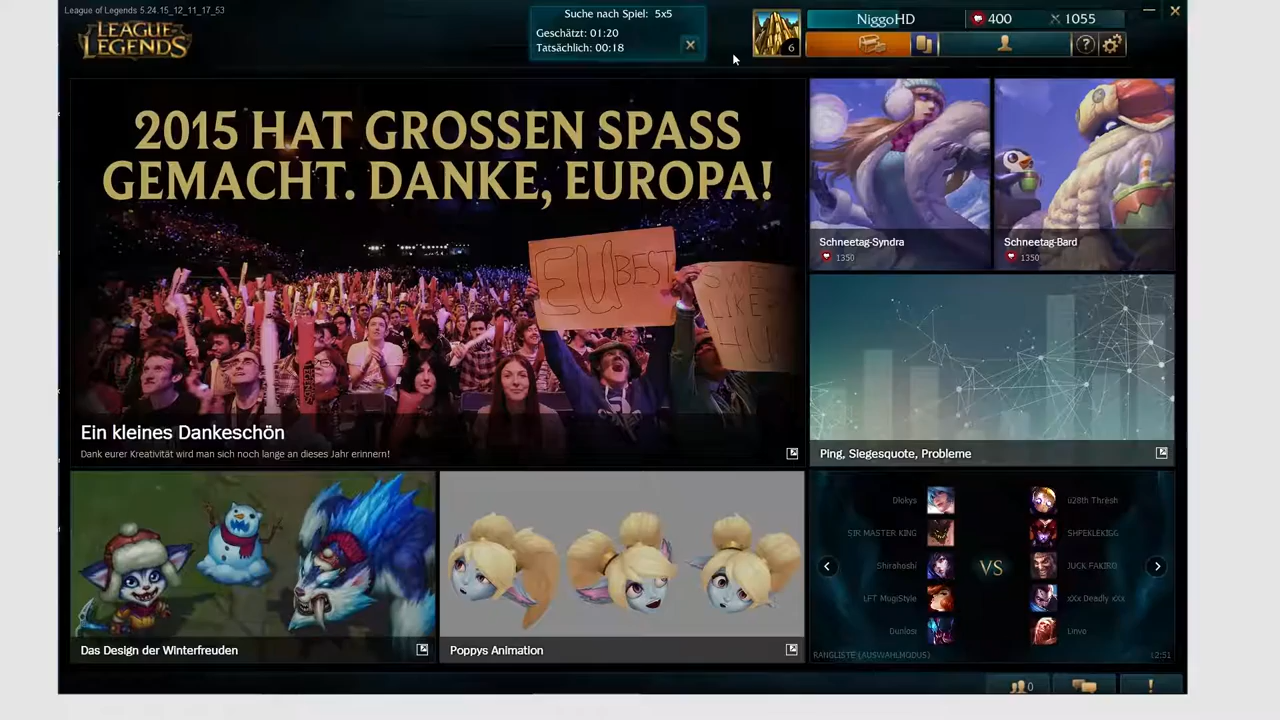 League of Legends 5.24.15_12_11_17_53
LEAGUE OF LEGENDS
Suche nach Spiel: 5x5
Geschätzt: 01:20
Tatsächlich: 00:18
6
NiggoHD
400
1055
?
2015 HAT GROSSEN SPASS
GEMACHT. DANKE, EUROPA!
EU BEST
Ein kleines Dankeschön
Dank eurer Kreativität wird man sich noch lange an dieses Jahr erinnern!
Schneetag-Syndra
1350
Schneetag-Bard
1350
Ping, Siegesquote, Probleme
Das Design der Winterfreuden
Poppys Animation
SIR MASTER KING
Shirahoshi
LFT MugiStyle
VS
ü28th Thresh
SHPEKLEKIGG
JUCK FAKIRO
xXx Deadly xXx
Linvo
RANGLISTE (AUSWAHLMODUS)
12:51
0
!